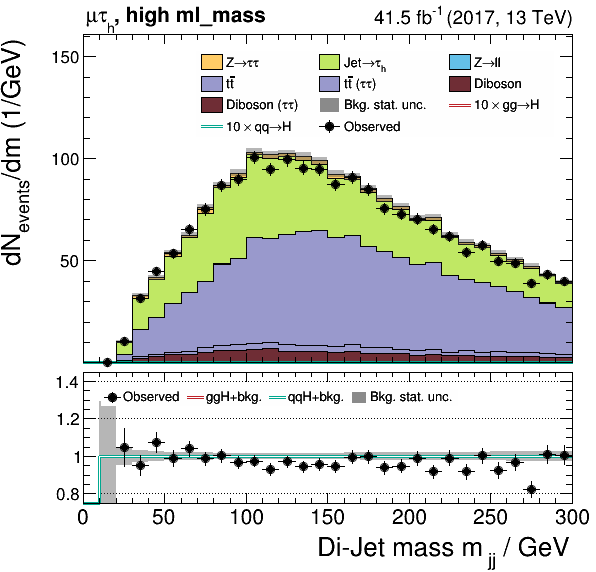 μτh, high ml_mass 41.5 fb⁻¹ (2017, 13 TeV)
dNevents/dm (1/GeV)
150
100
50
Z→ττ Jet→τh Z→ll
tt̄ tt̄ (ττ) Diboson
Diboson (ττ) Bkg. stat. unc. 10 × gg→H
10 × qq→H Observed
1.4
1.2
1
0.8
Observed ggH+bkg. qqH+bkg. Bkg. stat. unc.
0 50 100 150 200 250 300
Di-Jet mass mjj / GeV